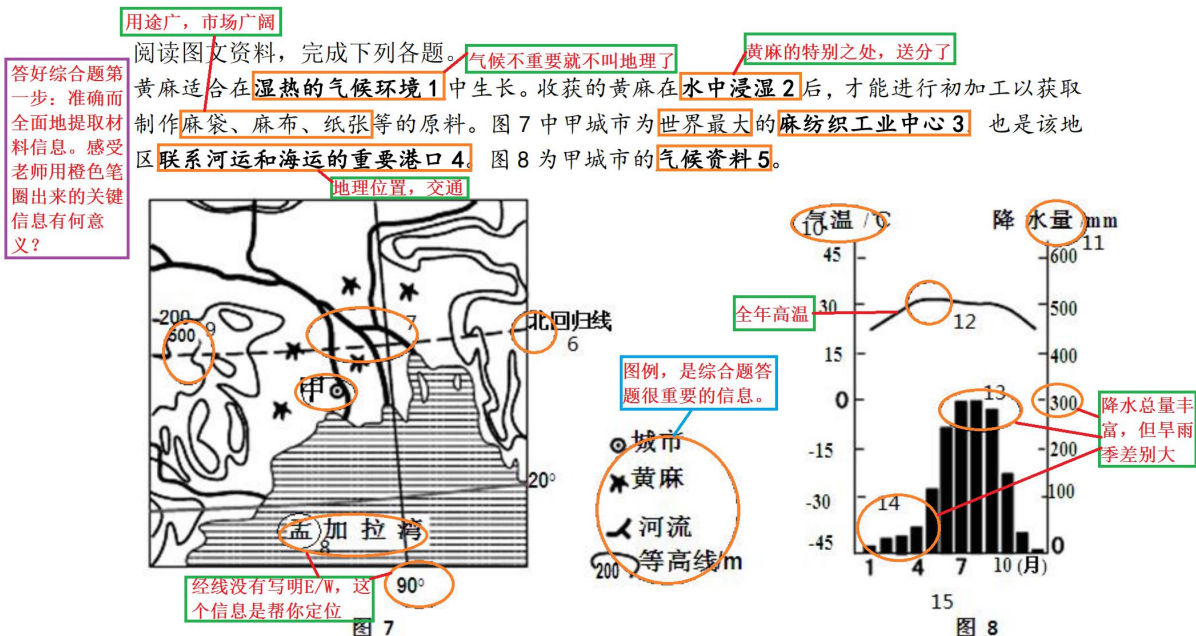 用途广，市场广阔
阅读图文资料，完成下列各题。
气候不重要就不叫地理了
黄麻的特别之处，送分了
黄麻适合在湿热的气候环境1中生长。收获的黄麻在水中浸湿2后，才能进行初加工以获取
制作麻袋、麻布、纸张等的原料。图7中甲城市为世界最大的麻纺织工业中心3，也是该地
区联系河运和海运的重要港口4。图8为甲城市的气候资料5。
地理位置，交通
答好综合题第
一步：准确而
全面地提取材
料信息。感受
老师用橙色笔
圈出来的关键
信息有何意
义？
200
500
9
7
北回归线
6
甲
20°
孟加拉湾
8
90°
经线没有写明E/W，这
个信息是帮你定位
图 7
图例，是综合题答
题很重要的信息。
城市
黄麻
河流
200
等高线/m
气温/℃
10
降水量/mm
11
45
30
15
0
-15
-30
-45
600
500
400
300
200
100
0
全年高温
12
13
14
降水总量丰
富，但旱雨
季差别大
1
4
7
10
(月)
15
图 8